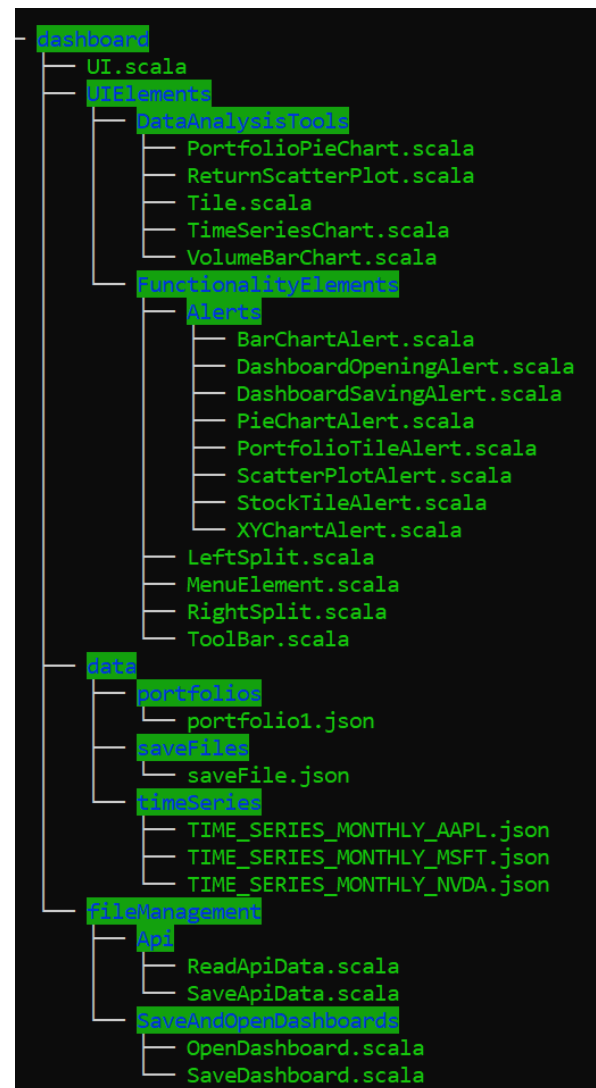 dashboard
UI.scala
UIElements
DataAnalysisTools
PortfolioPieChart.scala
ReturnScatterPlot.scala
Tile.scala
TimeSeriesChart.scala
VolumeBarChart.scala
FunctionalityElements
Alerts
BarChartAlert.scala
DashboardOpeningAlert.scala
DashboardSavingAlert.scala
PieChartAlert.scala
PortfolioTileAlert.scala
ScatterPlotAlert.scala
StockTileAlert.scala
XYChartAlert.scala
LeftSplit.scala
MenuElement.scala
RightSplit.scala
ToolBar.scala
data
portfolios
portfolio1.json
saveFiles
saveFile.json
timeSeries
TIME_SERIES_MONTHLY_AAPL.json
TIME_SERIES_MONTHLY_MSFT.json
TIME_SERIES_MONTHLY_NVDA.json
fileManagement
Api
ReadApiData.scala
SaveApiData.scala
SaveAndOpenDashboards
OpenDashboard.scala
SaveDashboard.scala